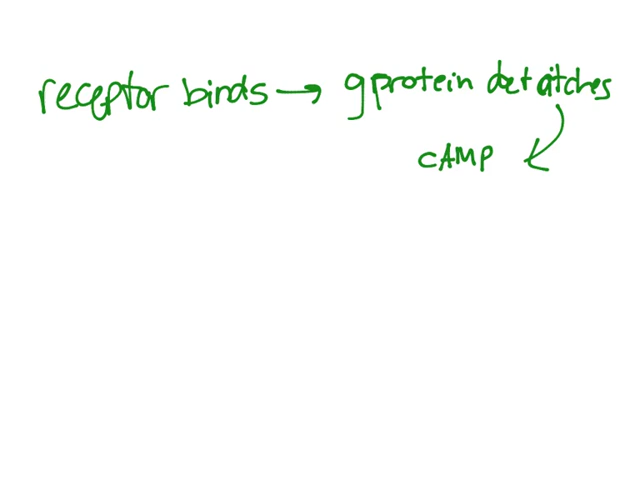 receptor binds → gprotein detatches
cAMP